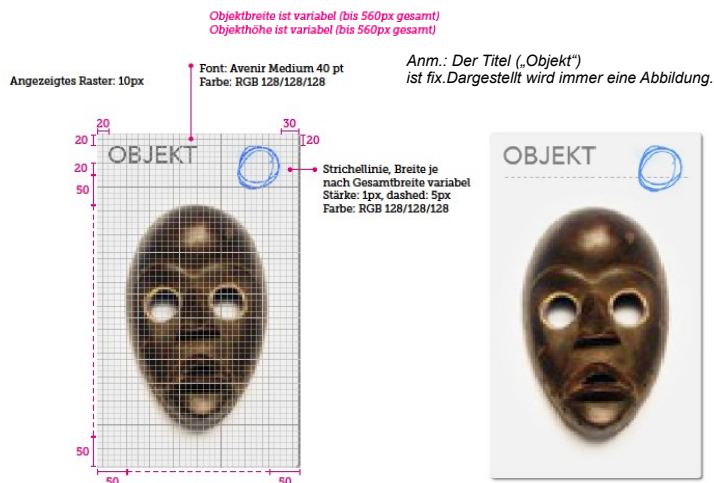 Objektbreite ist variabel (bis 560px gesamt)
Objekthöhe ist variabel (bis 560px gesamt)
Anm.: Der Titel („Objekt“)
ist fix.Dargestellt wird immer eine Abbildung.
Font: Avenir Medium 40 pt
Farbe: RGB 128/128/128
Angezeigtes Raster: 10px
20
30
20
20
OBJEKT
OBJEKT
20
50
Strichellinie, Breite je
nach Gesamtbreite variabel
Stärke: 1px, dashed: 5px
Farbe: RGB 128/128/128
50
50
50